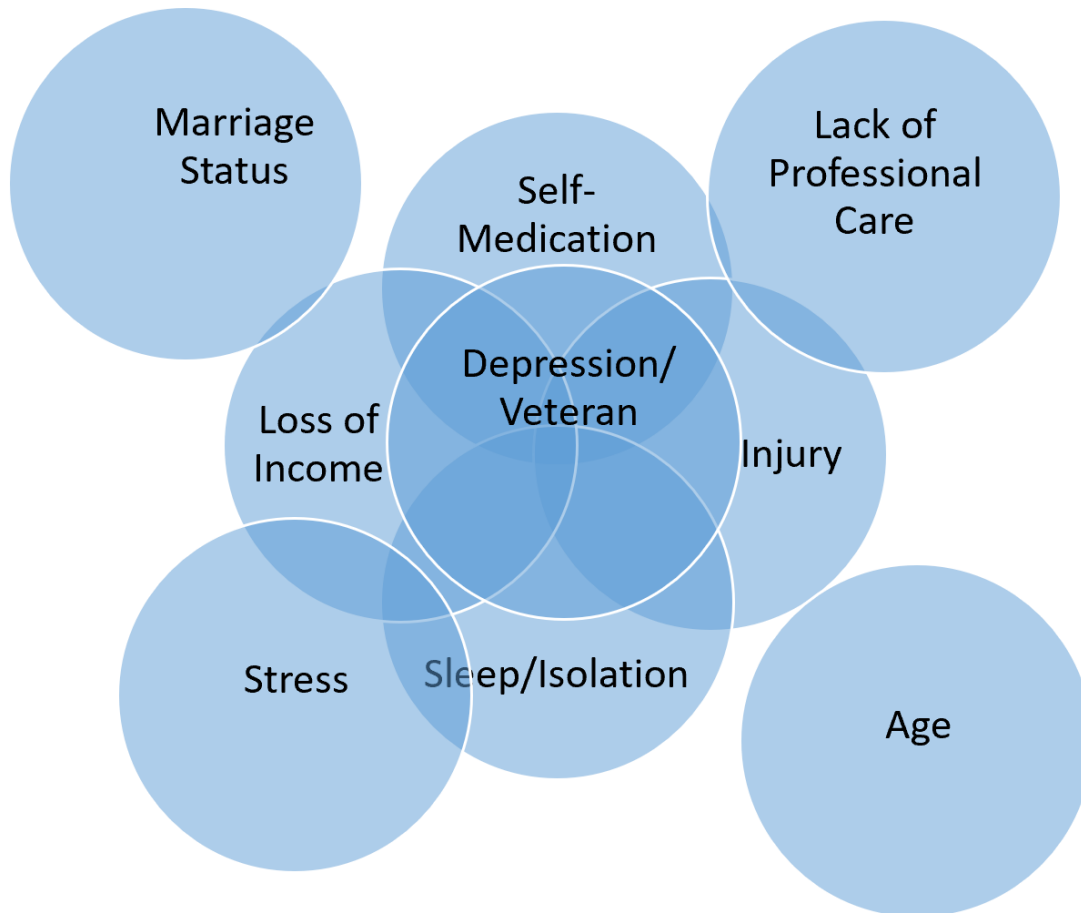 Marriage
Status
Lack of
Professional
Care
Self-
Medication
Depression/
Veteran
Loss of
Income
Injury
Stress
Sleep/Isolation
Age